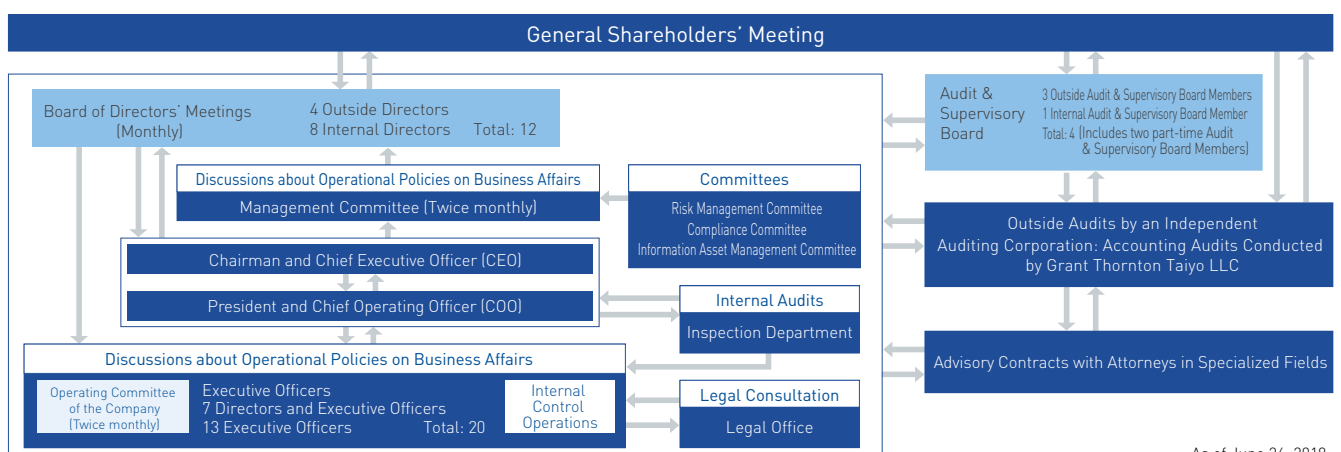 General Shareholders' Meeting
Board of Directors' Meetings
(Monthly)
4 Outside Directors
8 Internal Directors Total: 12
Audit &
Supervisory
Board
3 Outside Audit & Supervisory Board Members
1 Internal Audit & Supervisory Board Member
Total: 4 (Includes two part-time Audit
& Supervisory Board Members)
Discussions about Operational Policies on Business Affairs
Management Committee (Twice monthly)
Committees
Risk Management Committee
Compliance Committee
Information Asset Management Committee
Outside Audits by an Independent
Auditing Corporation: Accounting Audits Conducted
by Grant Thornton Taiyo LLC
Chairman and Chief Executive Officer (CEO)
President and Chief Operating Officer (COO)
Internal Audits
Inspection Department
Discussions about Operational Policies on Business Affairs
Operating Committee
of the Company
(Twice monthly)
Executive Officers
7 Directors and Executive Officers
13 Executive Officers Total: 20
Internal
Control
Operations
Legal Consultation
Legal Office
Advisory Contracts with Attorneys in Specialized Fields
As of June